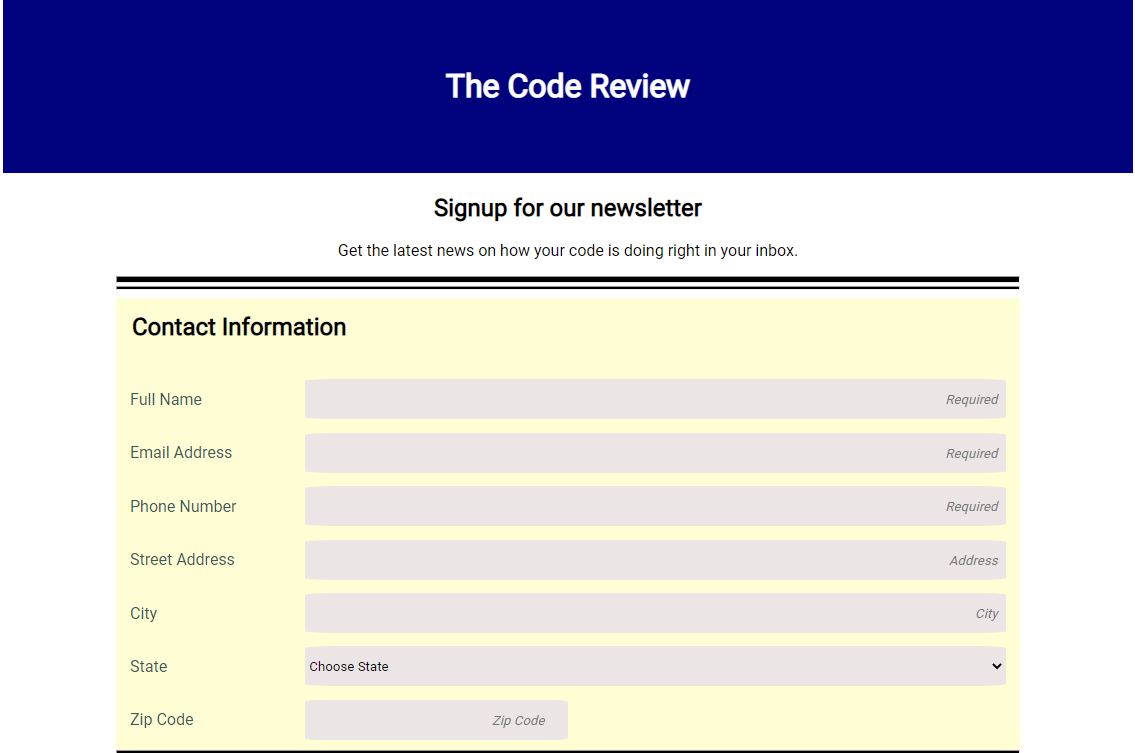 The Code Review
Signup for our newsletter
Get the latest news on how your code is doing right in your inbox.
Contact Information
Full Name Required
Email Address Required
Phone Number Required
Street Address Address
City City
State Choose State
Zip Code Zip Code